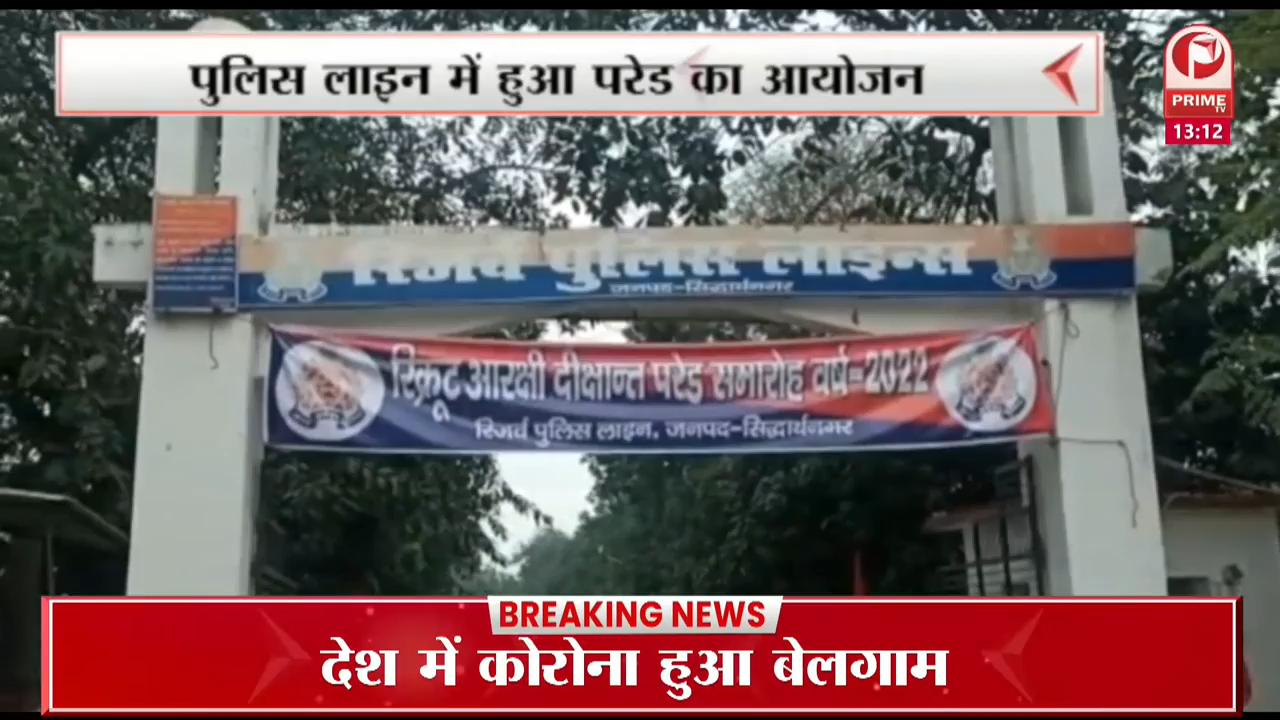 पुलिस लाइन में हुआ परेड का आयोजन
PRIME
TV
13:12
रिजर्व पुलिस लाइन्स
जनपद-सिद्धार्थनगर
रिक्रूट आरक्षी दीक्षान्त परेड़ समारोह वर्ष-2022
रिजर्व पुलिस लाइन, जनपद-सिद्धार्थनगर
BREAKING NEWS
देश में कोरोना हुआ बेलगाम